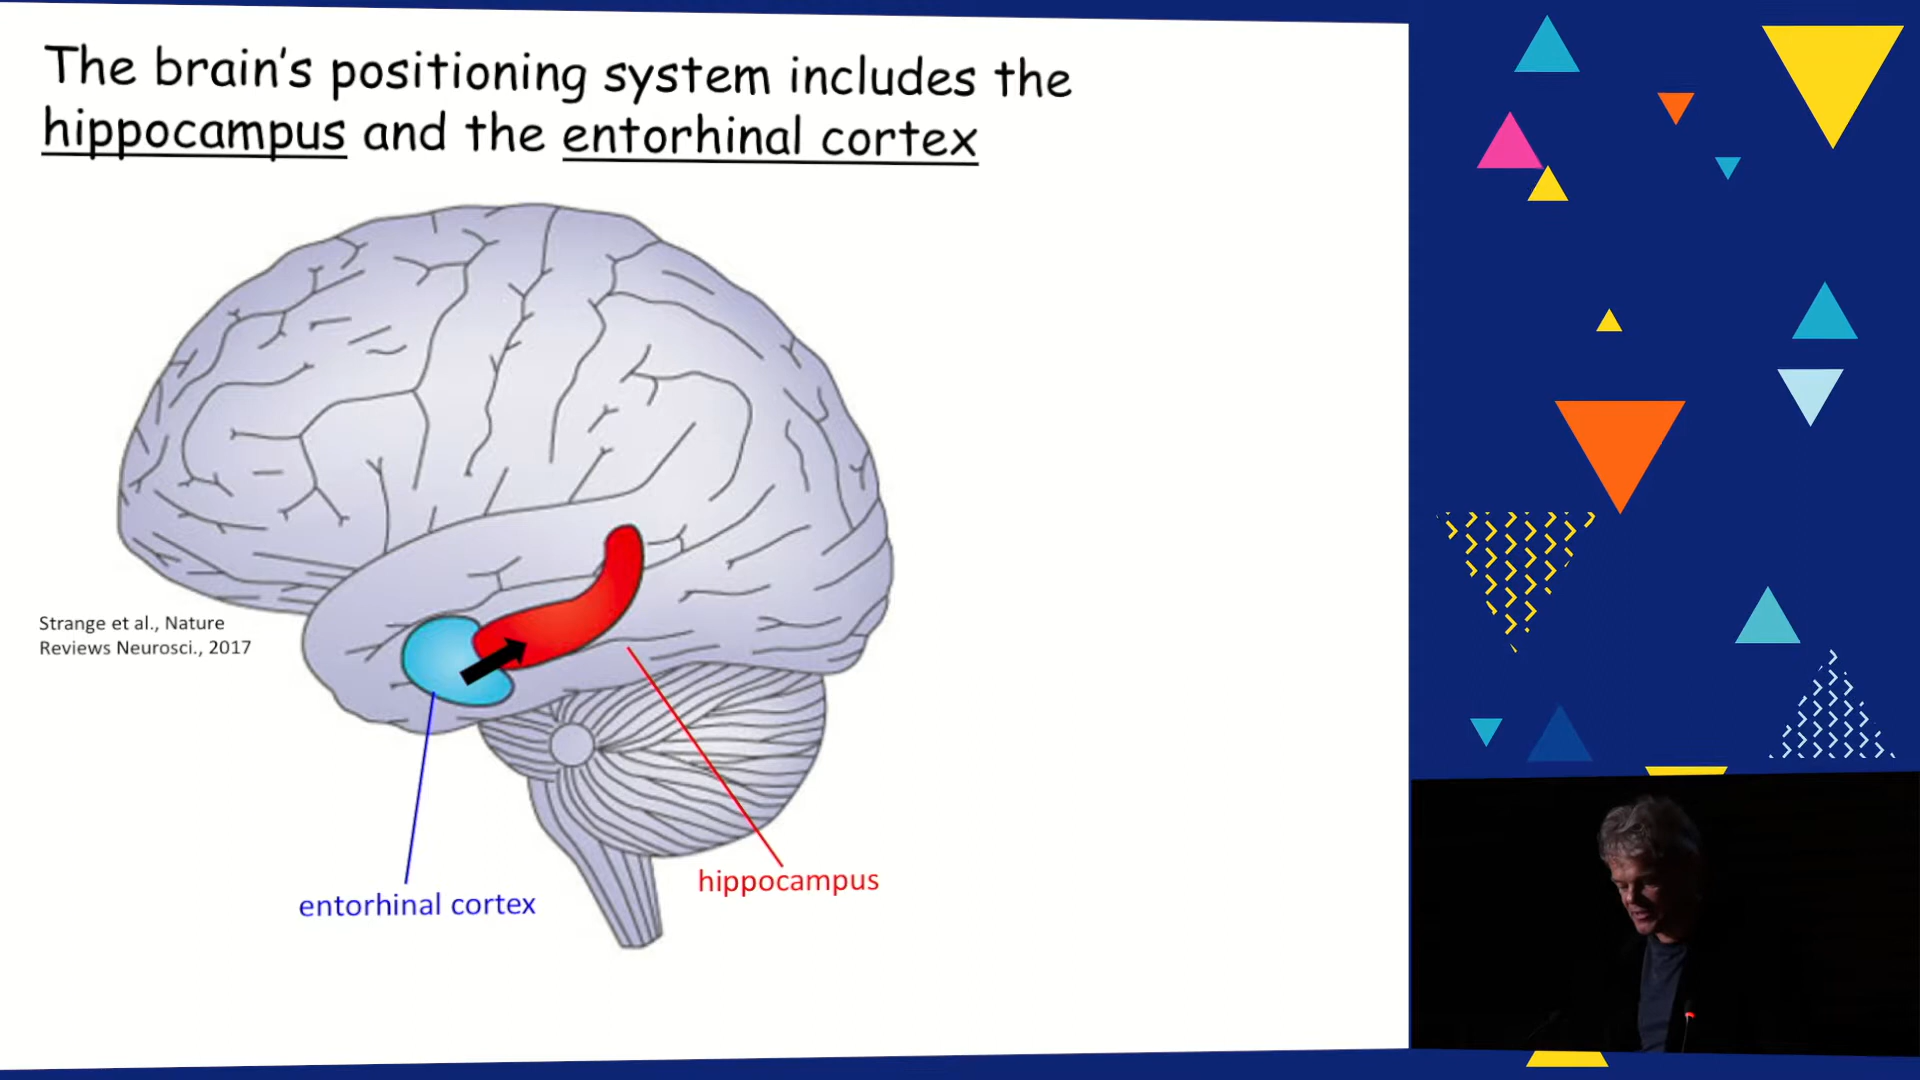 The brain's positioning system includes the
hippocampus and the entorhinal cortex
Strange et al., Nature
Reviews Neurosci., 2017
entorhinal cortex
hippocampus